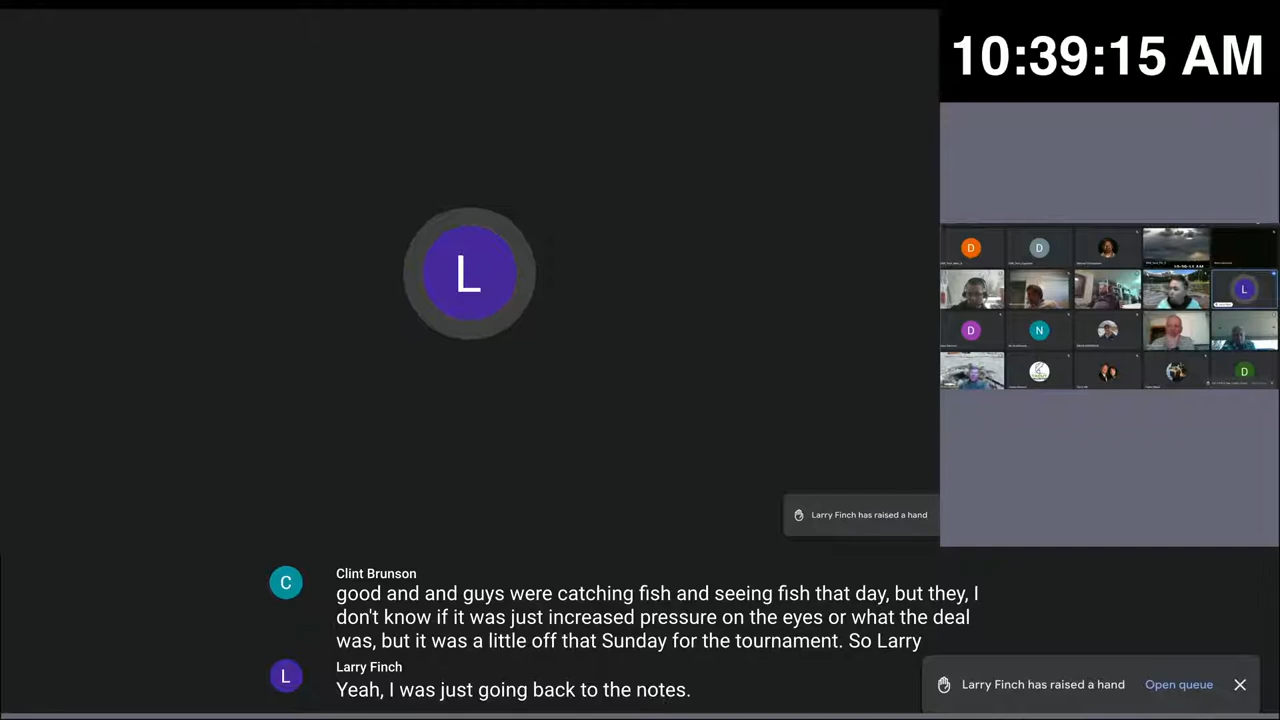 10:39:15 AM
L
D
D
L
D
N
D
Larry Finch has raised a hand
C
Clint Brunson
good and and guys were catching fish and seeing fish that day, but they, I
don't know if it was just increased pressure on the eyes or what the deal
was, but it was a little off that Sunday for the tournament. So Larry
L
Larry Finch
Yeah, I was just going back to the notes.
Larry Finch has raised a hand Open queue